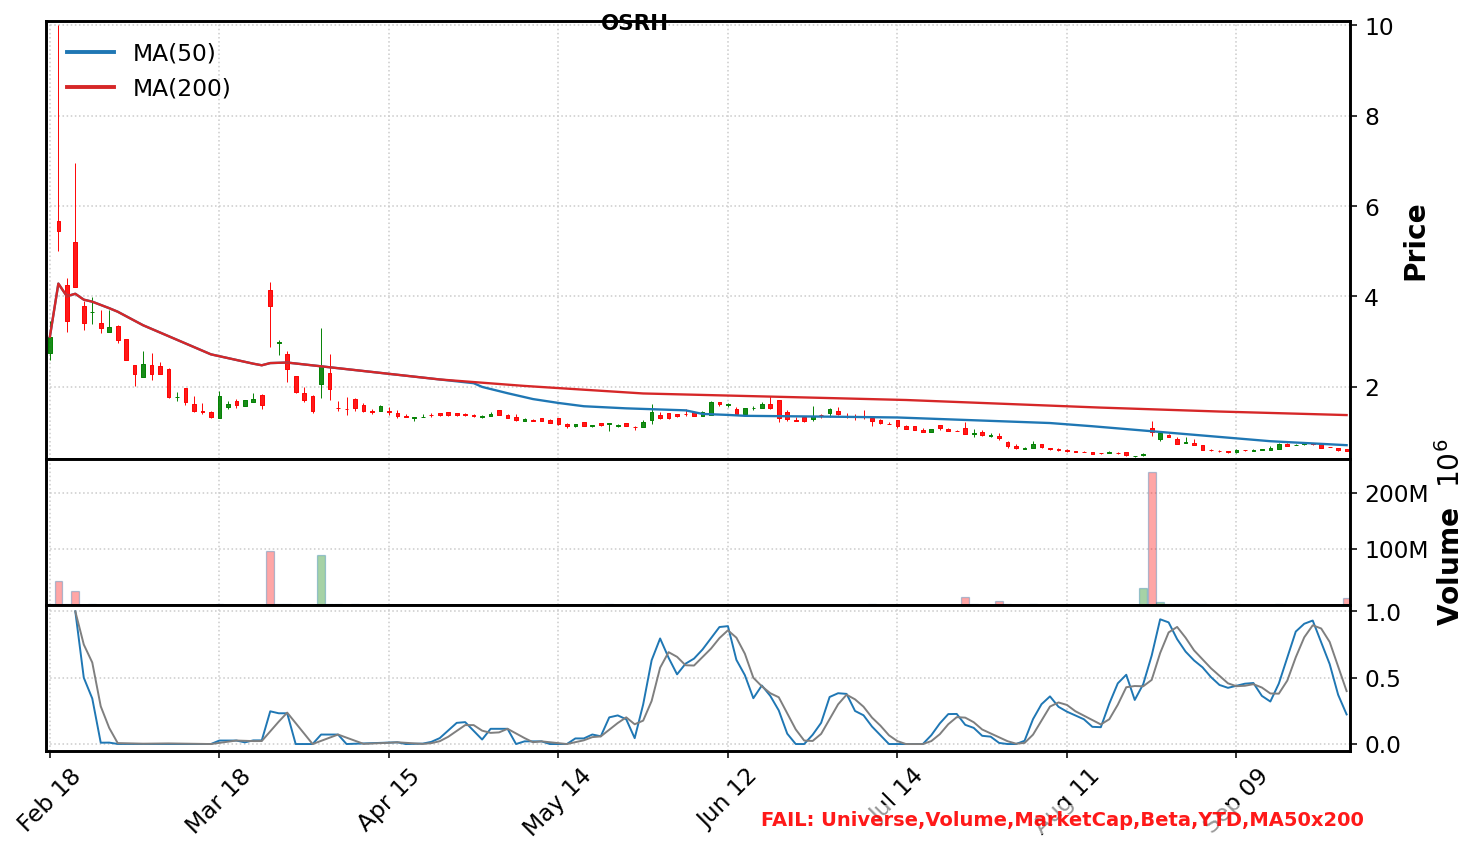 OSRH
MA(50)
MA(200)
10
8
6
4
2
Price
200M
100M
Volume 10^6
1.0
0.5
0.0
Feb 18
Mar 18
Apr 15
May 14
Jun 12
Jul 14
Aug 11
Sep 09
FAIL: Universe,Volume,MarketCap,Beta,YTD,MA50x200